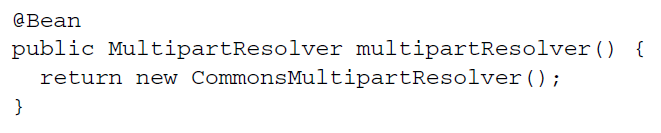 @Bean
public MultipartResolver multipartResolver() {
  return new CommonsMultipartResolver();
}